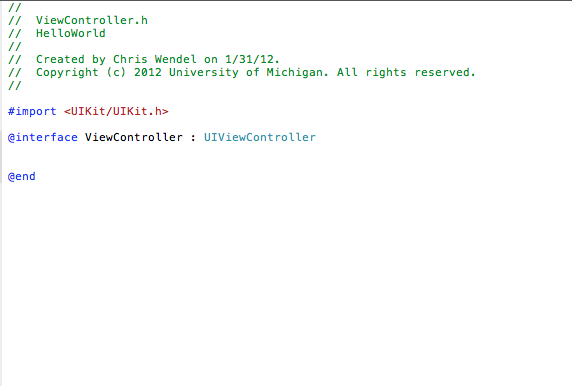 //
//  ViewController.h
//  HelloWorld
//
//  Created by Chris Wendel on 1/31/12.
//  Copyright (c) 2012 University of Michigan. All rights reserved.
//
#import <UIKit/UIKit.h>
@interface ViewController : UIViewController
@end